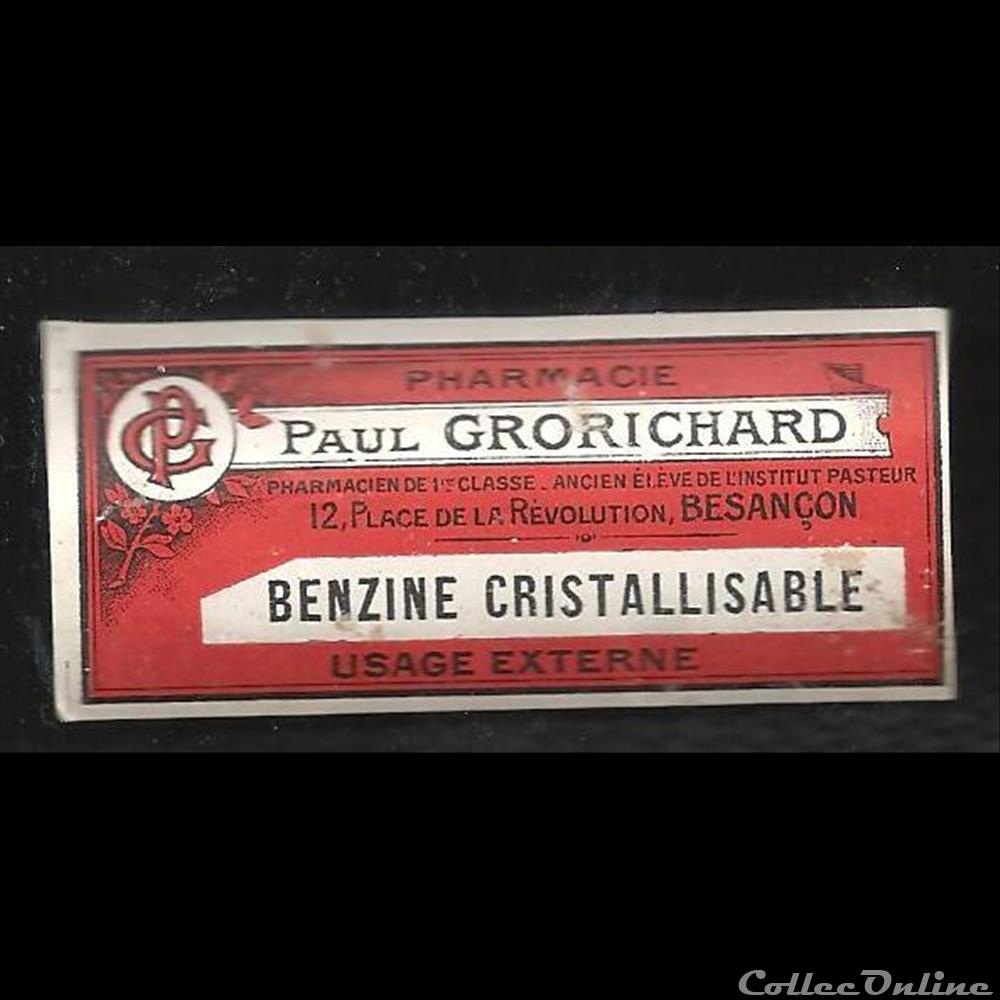 PHARMACIE
PAUL GRORICHARD
PHARMACIEN DE 1re CLASSE _ ANCIEN ÉLÈVE DE L'INSTITUT PASTEUR
12, PLACE DE LA RÉVOLUTION, BESANÇON
BENZINE CRISTALLISABLE
USAGE EXTERNE
CollecOnline